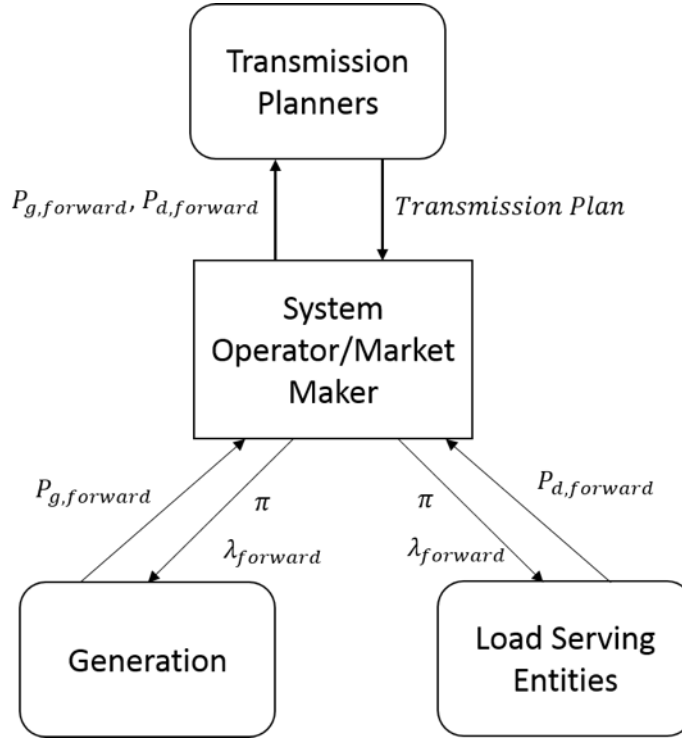 Transmission
Planners
P_{g,forward}, P_{d,forward}
Transmission Plan
System
Operator/Market
Maker
P_{g,forward}
π
λ_{forward}
π
λ_{forward}
P_{d,forward}
Generation
Load Serving
Entities